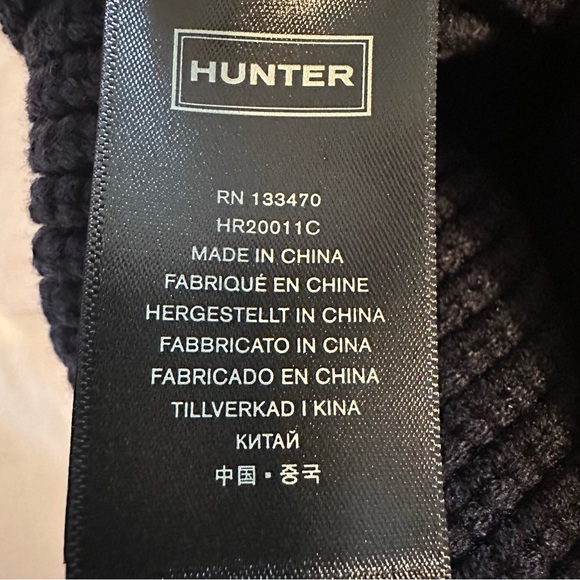 HUNTER
RN 133470
HR20011C
MADE IN CHINA
FABRIQUÉ EN CHINE
HERGESTELLT IN CHINA
FABBRICATO IN CINA
FABRICADO EN CHINA
TILLVERKAD I KINA
КИТАЙ
中国 ▪ 중국